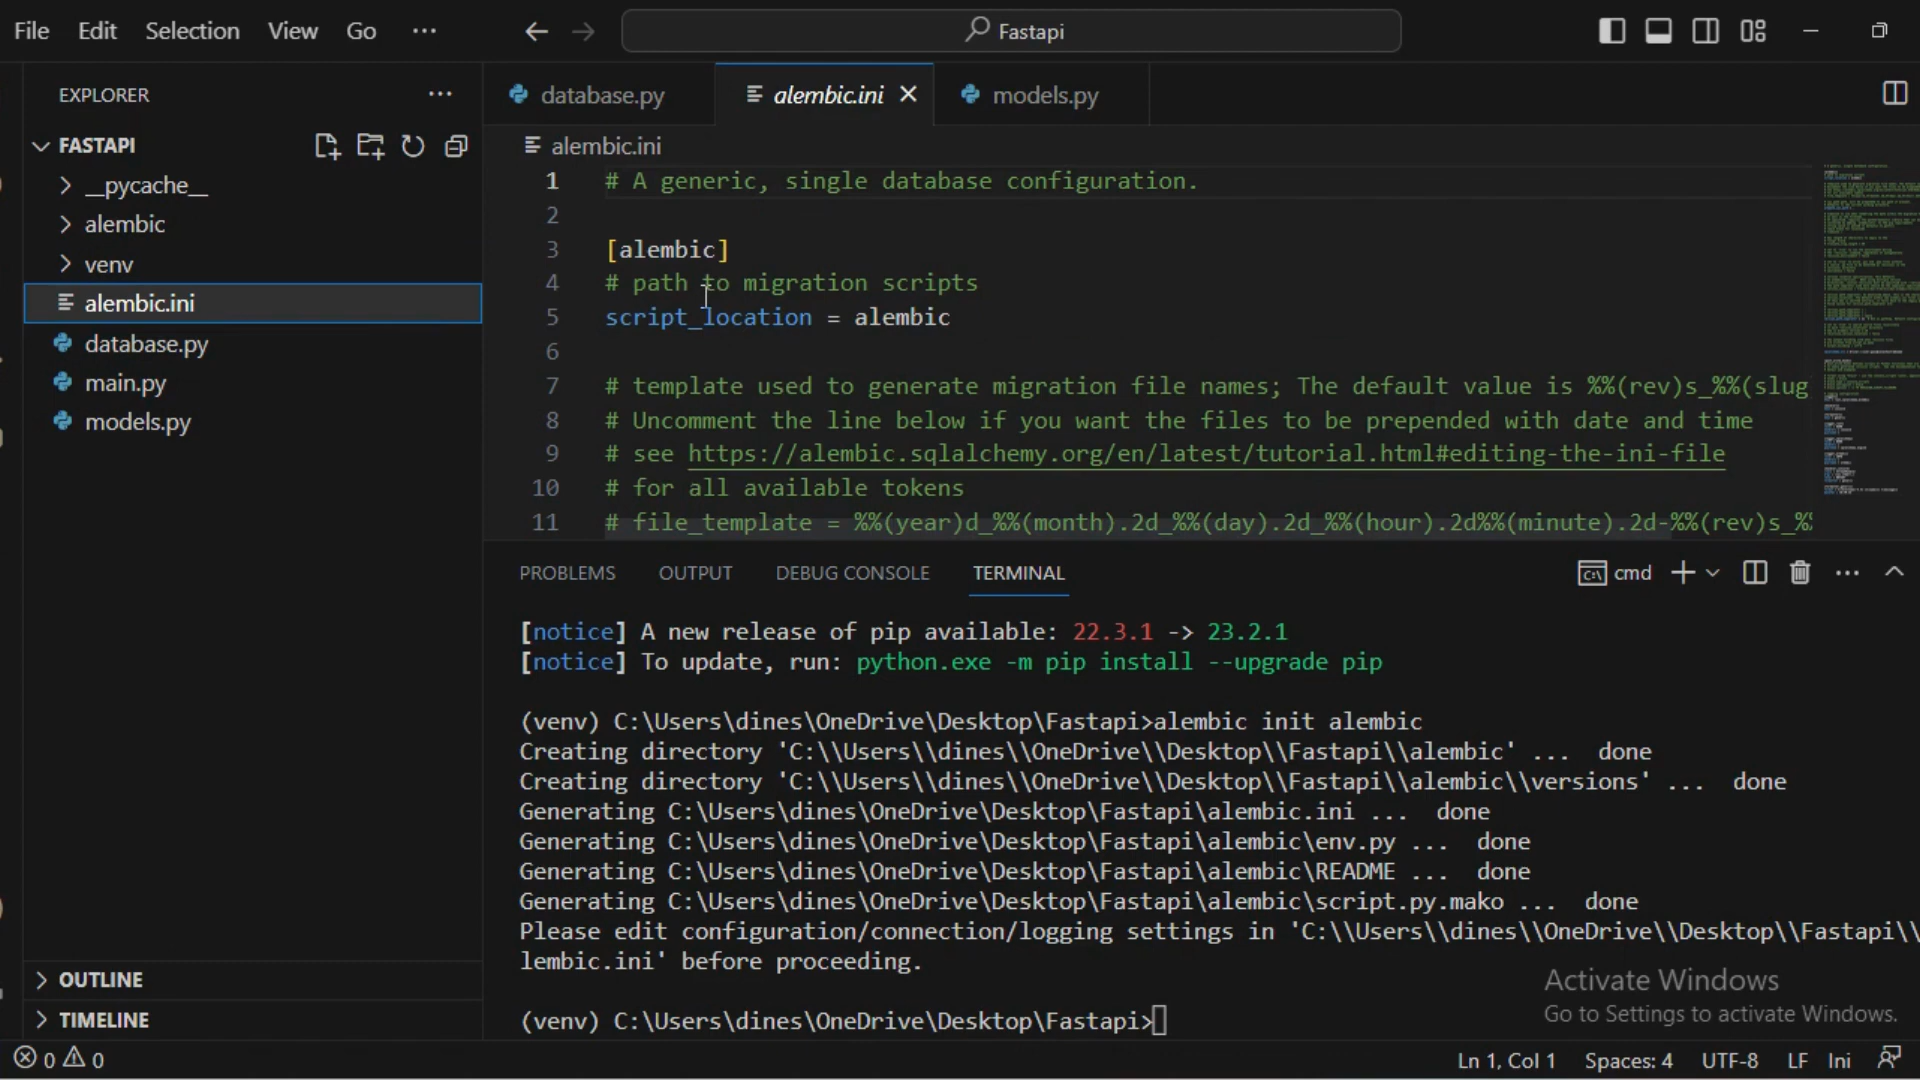 File Edit Selection View Go ··· Fastapi
EXPLORER ···
FASTAPI
__pycache__
alembic
venv
alembic.ini
database.py
main.py
models.py
OUTLINE
TIMELINE
database.py alembic.ini models.py
alembic.ini
1 # A generic, single database configuration.
2
3 [alembic]
4 # path to migration scripts
5 script_location = alembic
6
7 # template used to generate migration file names; The default value is %%(rev)s_%%(slug
8 # Uncomment the line below if you want the files to be prepended with date and time
9 # see https://alembic.sqlalchemy.org/en/latest/tutorial.html#editing-the-ini-file
10 # for all available tokens
11 # file_template = %%(year)d_%%(month).2d_%%(day).2d_%%(hour).2d%%(minute).2d-%%(rev)s_%%
PROBLEMS OUTPUT DEBUG CONSOLE TERMINAL cmd ···
[notice] A new release of pip available: 22.3.1 -> 23.2.1
[notice] To update, run: python.exe -m pip install --upgrade pip
(venv) C:\Users\dines\OneDrive\Desktop\Fastapi>alembic init alembic
Creating directory 'C:\\Users\\dines\\OneDrive\\Desktop\\Fastapi\\alembic' ...  done
Creating directory 'C:\\Users\\dines\\OneDrive\\Desktop\\Fastapi\\alembic\\versions' ...  done
Generating C:\Users\dines\OneDrive\Desktop\Fastapi\alembic.ini ...  done
Generating C:\Users\dines\OneDrive\Desktop\Fastapi\alembic\env.py ...  done
Generating C:\Users\dines\OneDrive\Desktop\Fastapi\alembic\README ...  done
Generating C:\Users\dines\OneDrive\Desktop\Fastapi\alembic\script.py.mako ...  done
Please edit configuration/connection/logging settings in 'C:\\Users\\dines\\OneDrive\\Desktop\\Fastapi\\
lembic.ini' before proceeding.
(venv) C:\Users\dines\OneDrive\Desktop\Fastapi>
Activate Windows
Go to Settings to activate Windows.
0 0 Ln 1, Col 1 Spaces: 4 UTF-8 LF Ini